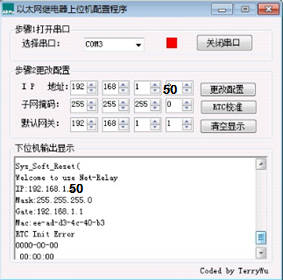 以太网继电器上位机配置程序
步骤1打开串口
选择串口: COM3 关闭串口
步骤2更改配置
I P 地址: 192 168 1 50 更改配置
子网掩码: 255 255 255 0 RTC校准
默认网关: 192 168 1 1 清空显示
下位机输出显示
Sys_Soft_Reset(
Welcome to use Net-Relay
IP:192.168.1.50
Mask:255.255.255.0
Gate:192.168.1.1
Mac:ee-ad-d3-4c-40-b3
RTC Init Error
0000-00-00
00:00:00
Coded by TerryWu